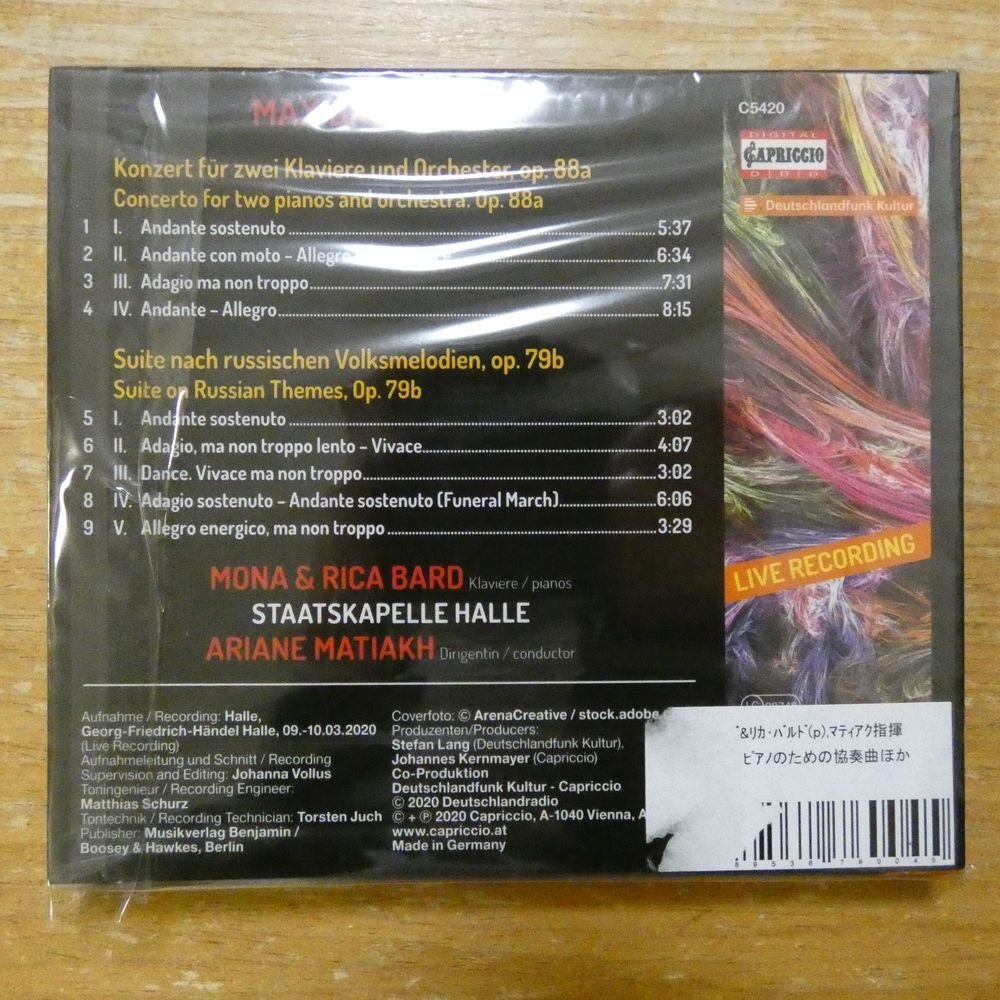 MAX
C5420
DIGITAL
CAPRICCIO
D|D|D
Deutschlandfunk Kultur
Konzert für zwei Klaviere und Orchester, op. 88a
Concerto for two pianos and orchestra. Op. 88a
1 I. Andante sostenuto 5:37
2 II. Andante con moto – Allegro 6:34
3 III. Adagio ma non troppo 7:31
4 IV. Andante – Allegro 8:15
Suite nach russischen Volksmelodien, op. 79b
Suite on Russian Themes, Op. 79b
5 I. Andante sostenuto 3:02
6 II. Adagio, ma non troppo lento – Vivace 4:07
7 III. Dance. Vivace ma non troppo 3:02
8 IV. Adagio sostenuto – Andante sostenuto (Funeral March) 6:06
9 V. Allegro energico, ma non troppo 3:29
LIVE RECORDING
MONA & RICA BARD Klaviere / pianos
STAATSKAPELLE HALLE
ARIANE MATIAKH Dirigentin / conductor
Aufnahme / Recording: Halle,
Georg-Friedrich-Händel Halle, 09.-10.03.2020
(Live Recording)
Aufnahmeleitung und Schnitt / Recording
Supervision and Editing: Johanna Vollus
Toningenieur / Recording Engineer:
Matthias Schurz
Tontechnik / Recording Technician: Torsten Juch
Publisher: Musikverlag Benjamin /
Boosey & Hawkes, Berlin
Coverfoto: © ArenaCreative / stock.adobe
Produzenten/Producers:
Stefan Lang (Deutschlandfunk Kultur),
Johannes Kernmayer (Capriccio)
Co-Produktion
Deutschlandfunk Kultur - Capriccio
© 2020 Deutschlandradio
© + ℗ 2020 Capriccio, A-1040 Vienna, A
www.capriccio.at
Made in Germany
&リカ・バルド(p).マティアク指揮
ピアノのための協奏曲ほか